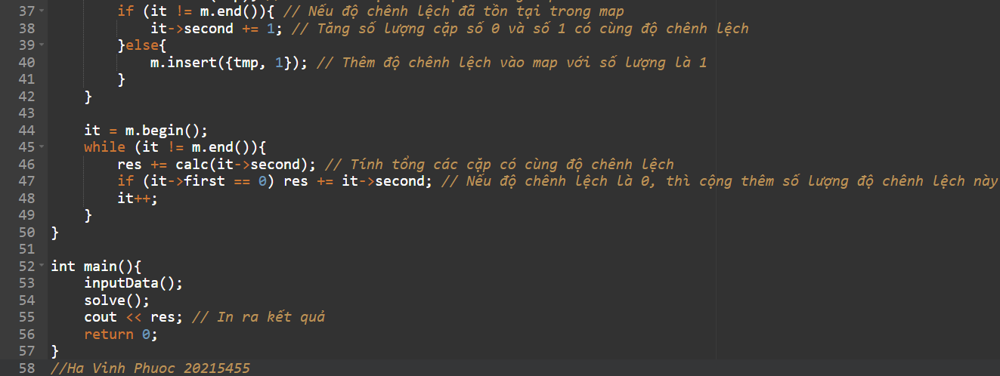 37 if (it != m.end()){ // Nếu độ chênh lệch đã tồn tại trong map
38 it->second += 1; // Tăng số lượng cặp số 0 và số 1 có cùng độ chênh lệch
39 }else{
40 m.insert({tmp, 1}); // Thêm độ chênh lệch vào map với số lượng là 1
41 }
42 }
43
44 it = m.begin();
45 while (it != m.end()){
46 res += calc(it->second); // Tính tổng các cặp có cùng độ chênh lệch
47 if (it->first == 0) res += it->second; // Nếu độ chênh lệch là 0, thì cộng thêm số lượng độ chênh lệch này
48 it++;
49 }
50 }
51
52 int main(){
53 inputData();
54 solve();
55 cout << res; // In ra kết quả
56 return 0;
57 }
58 //Ha Vinh Phuoc 20215455